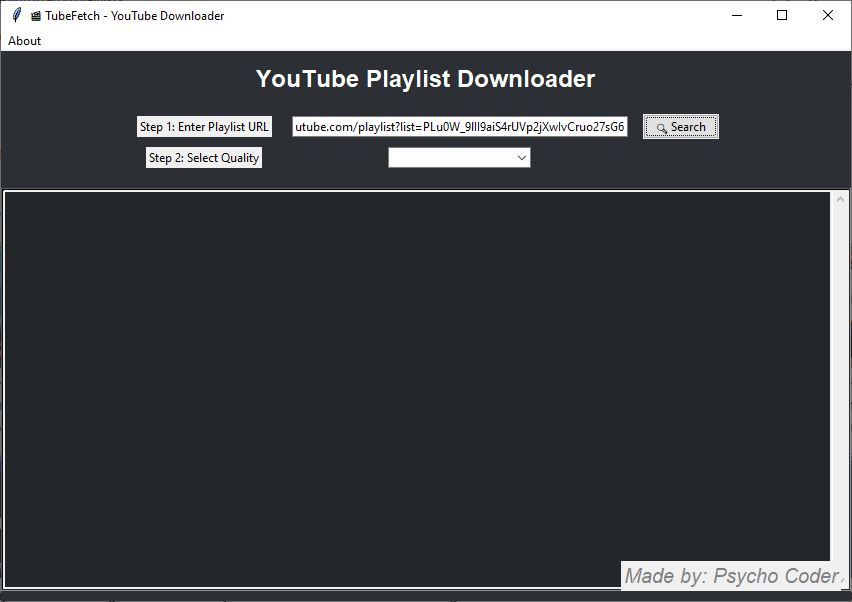 TubeFetch - YouTube Downloader
About
YouTube Playlist Downloader
Step 1: Enter Playlist URL utube.com/playlist?list=PLu0W_9lII9aiS4rUVp2jXwIvCruo27sG6 Search
Step 2: Select Quality
Made by: Psycho Coder